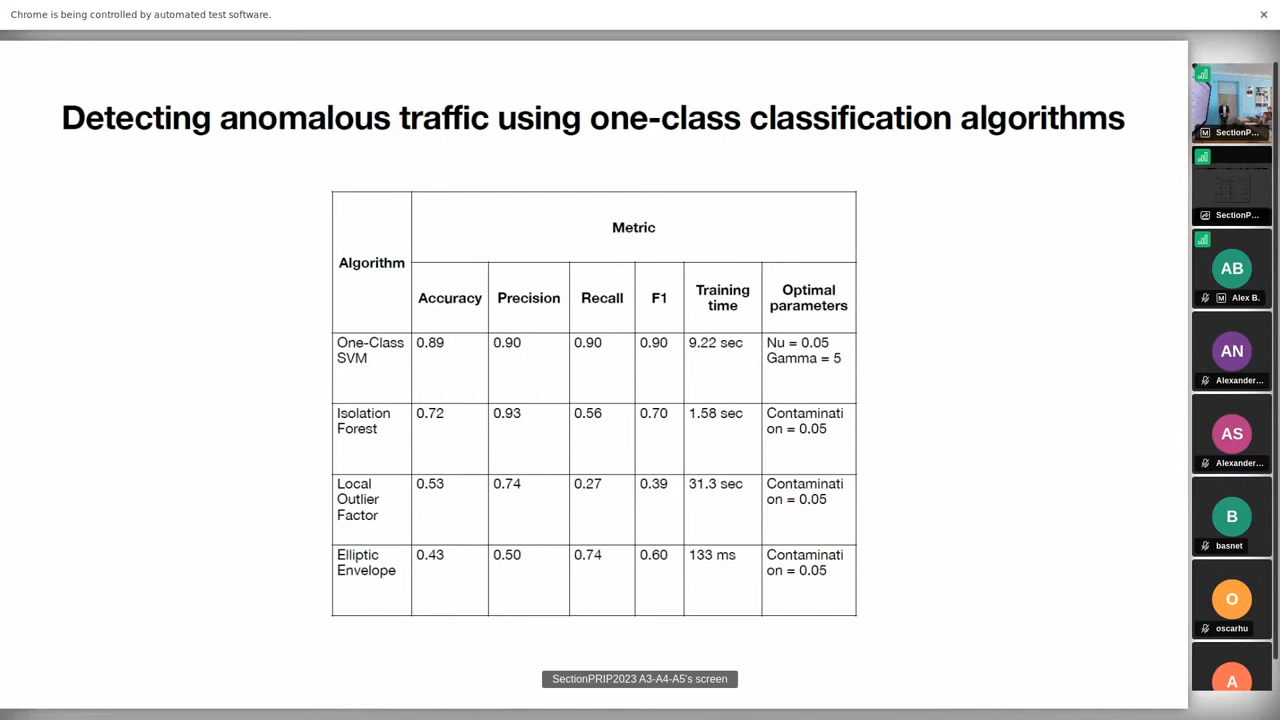 Chrome is being controlled by automated test software.
Detecting anomalous traffic using one-class classification algorithms
Algorithm
Metric
Accuracy
Precision
Recall
F1
Training
time
Optimal
parameters
One-Class
SVM
0.89
0.90
0.90
0.90
9.22 sec
Nu = 0.05
Gamma = 5
Isolation
Forest
0.72
0.93
0.56
0.70
1.58 sec
Contaminati
on = 0.05
Local
Outlier
Factor
0.53
0.74
0.27
0.39
31.3 sec
Contaminati
on = 0.05
Elliptic
Envelope
0.43
0.50
0.74
0.60
133 ms
Contaminati
on = 0.05
SectionPRIP2023 A3-A4-A5's screen
M
SectionP...
SectionP...
AB
M
Alex B.
AN
Alexander...
AS
Alexander...
B
basnet
O
oscarhu
A